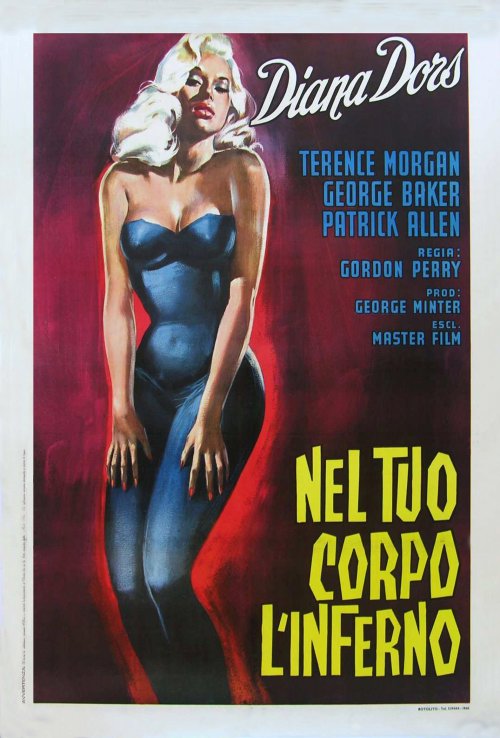 Diana Dors
TERENCE MORGAN
GEORGE BAKER
PATRICK ALLEN
REGIA:
GORDON PERRY
PROD:
GEORGE MINTER
ESCL.
MASTER FILM
NEL TUO
CORPO
L'INFERNO